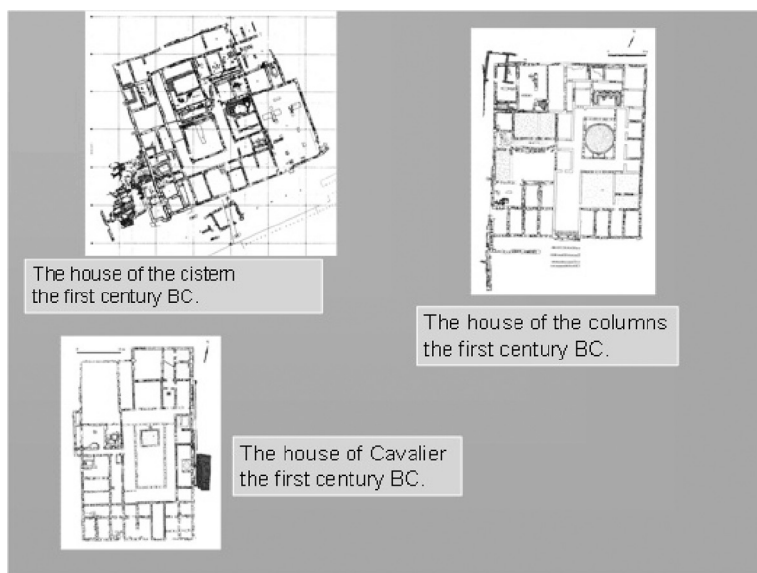 The house of the cistern
the first century BC.
The house of the columns
the first century BC.
The house of Cavalier
the first century BC.